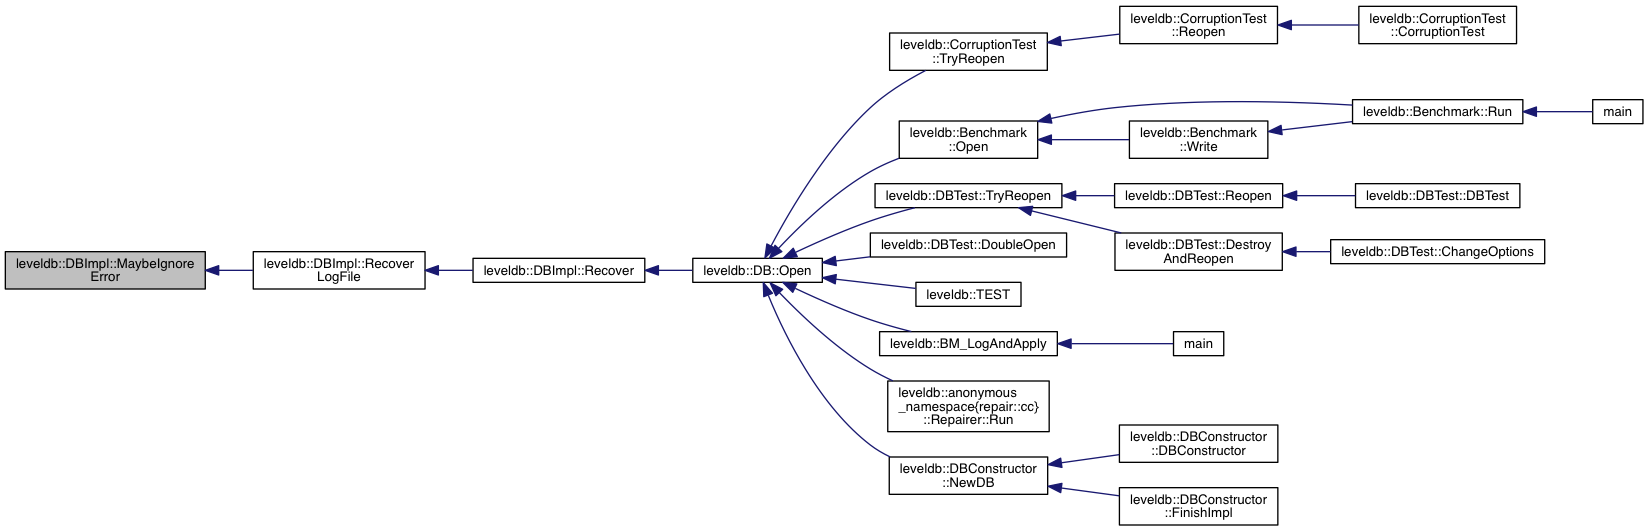 leveldb::DBImpl::MaybeIgnore
Error
leveldb::DBImpl::Recover
LogFile
leveldb::DBImpl::Recover
leveldb::DB::Open
leveldb::CorruptionTest
::TryReopen
leveldb::CorruptionTest
::Reopen
leveldb::CorruptionTest
::CorruptionTest
leveldb::Benchmark
::Open
leveldb::Benchmark
::Write
leveldb::Benchmark::Run
main
leveldb::DBTest::TryReopen
leveldb::DBTest::Reopen
leveldb::DBTest::DBTest
leveldb::DBTest::Destroy
AndReopen
leveldb::DBTest::ChangeOptions
leveldb::DBTest::DoubleOpen
leveldb::TEST
leveldb::BM_LogAndApply
main
leveldb::anonymous
_namespace{repair::cc}
::Repairer::Run
leveldb::DBConstructor
::NewDB
leveldb::DBConstructor
::DBConstructor
leveldb::DBConstructor
::FinishImpl